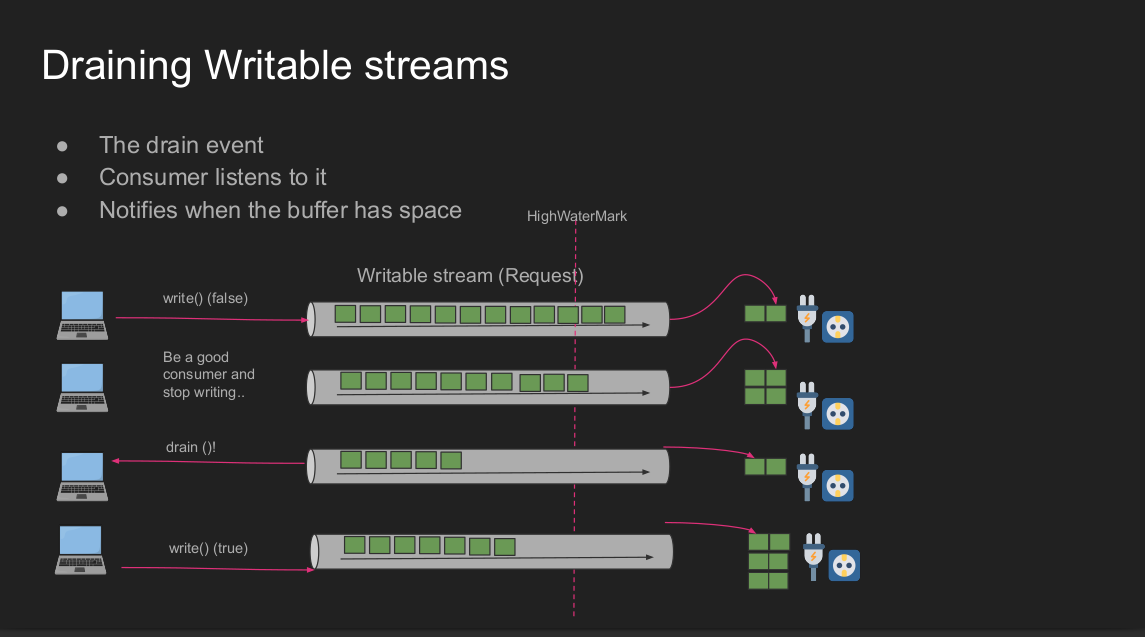 Draining Writable streams
● The drain event
● Consumer listens to it
● Notifies when the buffer has space
HighWaterMark
Writable stream (Request)
write() (false)
Be a good
consumer and
stop writing..
drain ()!
write() (true)